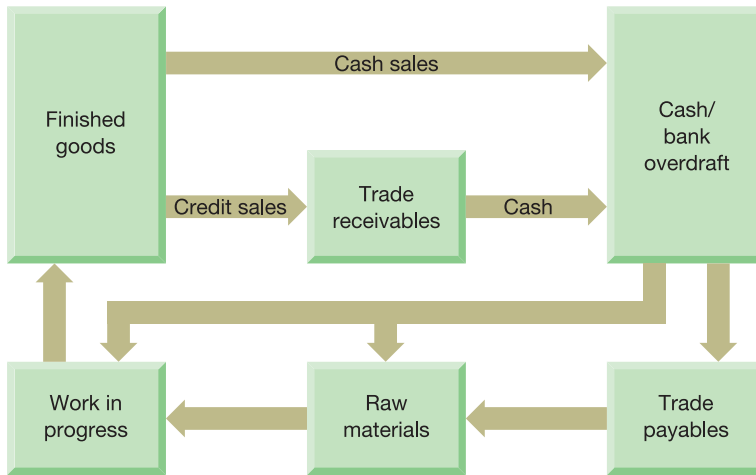 Cash sales
Finished
goods
Cash/
bank
overdraft
Credit sales
Trade
receivables
Cash
Work in
progress
Raw
materials
Trade
payables